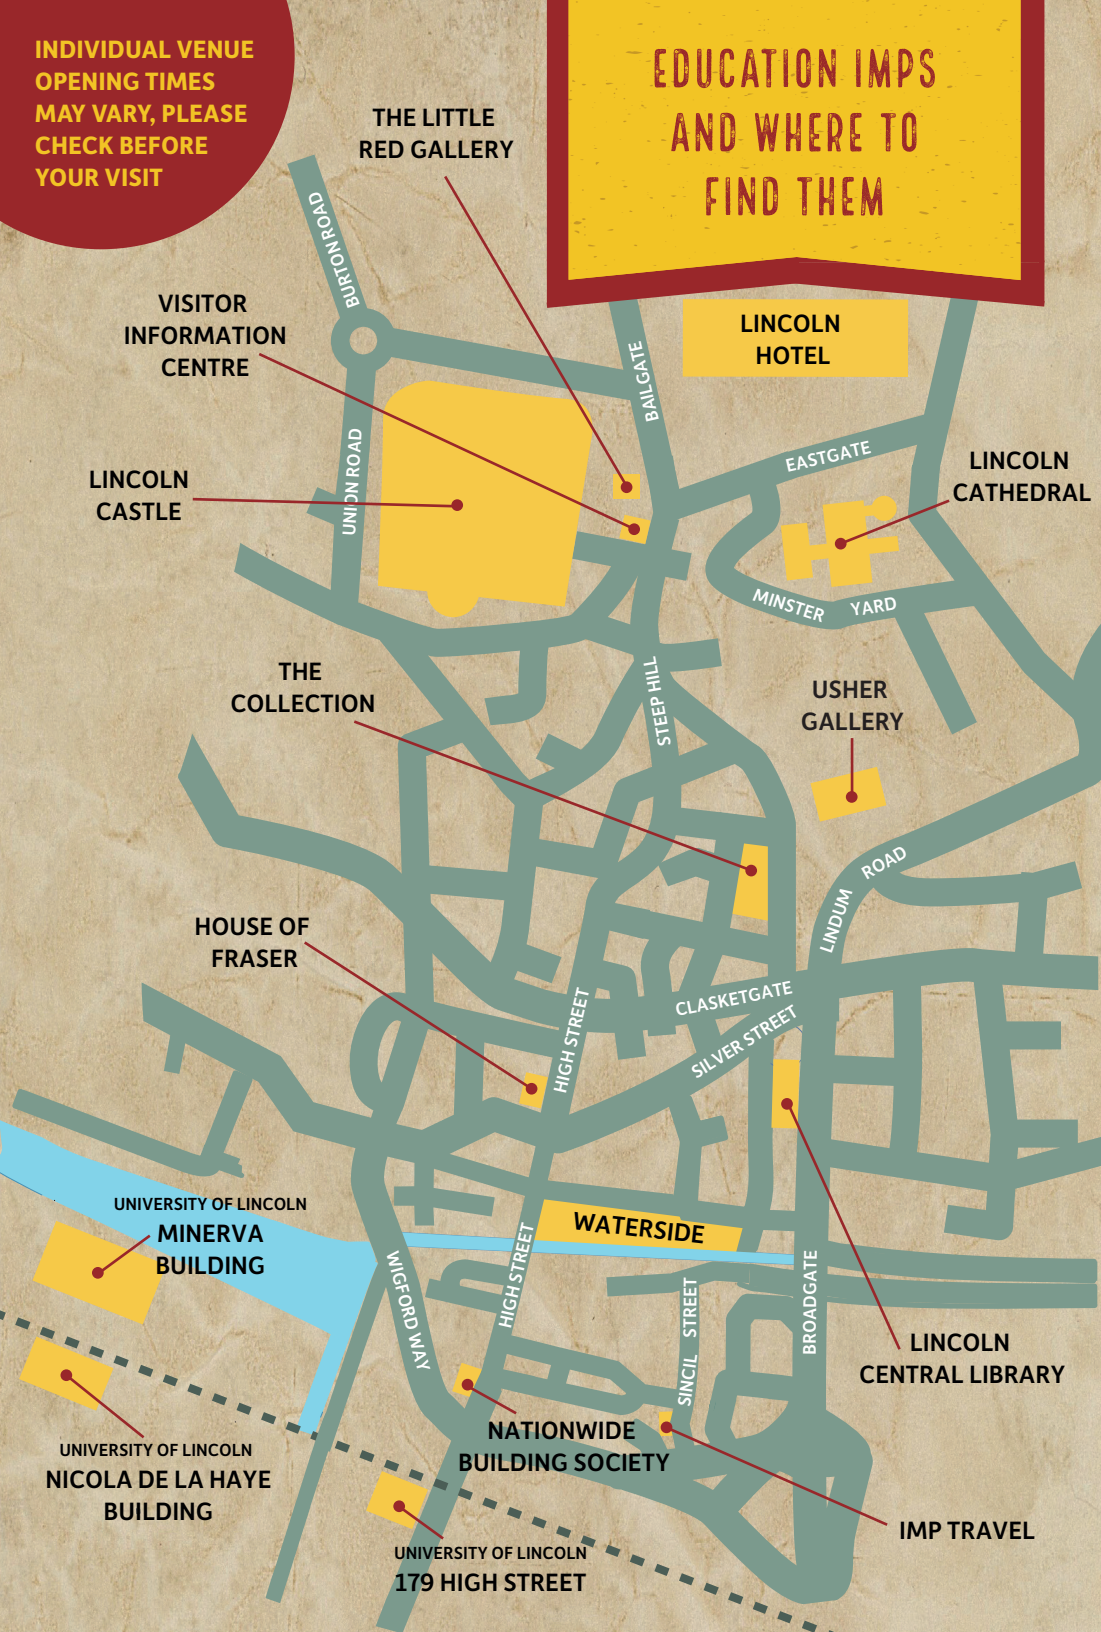 INDIVIDUAL VENUE
OPENING TIMES
MAY VARY, PLEASE
CHECK BEFORE
YOUR VISIT
EDUCATION IMPS
AND WHERE TO
FIND THEM
THE LITTLE
RED GALLERY
BURTON ROAD
VISITOR
INFORMATION
CENTRE
LINCOLN
HOTEL
BAILGATE
UNION ROAD
EASTGATE
LINCOLN
CASTLE
LINCOLN
CATHEDRAL
MINSTER YARD
THE
COLLECTION
STEEP HILL
USHER
GALLERY
LINDUM ROAD
HOUSE OF
FRASER
HIGH STREET
CLASKETGATE
SILVER STREET
UNIVERSITY OF LINCOLN
MINERVA
BUILDING
WATERSIDE
WIGFORD WAY
HIGH STREET
SINCIL STREET
BROADGATE
LINCOLN
CENTRAL LIBRARY
NATIONWIDE
BUILDING SOCIETY
UNIVERSITY OF LINCOLN
NICOLA DE LA HAYE
BUILDING
IMP TRAVEL
UNIVERSITY OF LINCOLN
179 HIGH STREET